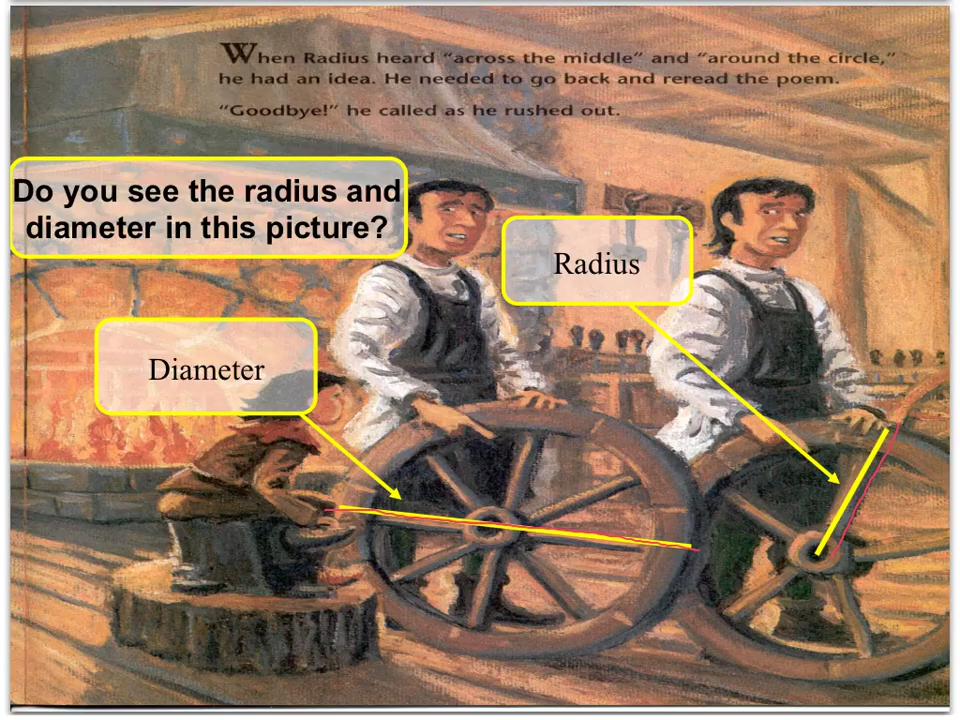 When Radius heard “across the middle” and “around the circle,”
he had an idea. He needed to go back and reread the poem.
“Goodbye!” he called as he rushed out.
Do you see the radius and
diameter in this picture?
Radius
Diameter